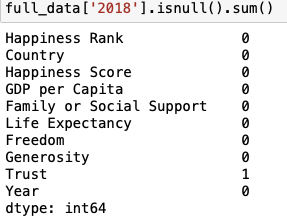 full_data['2018'].isnull().sum()
Happiness Rank 0
Country 0
Happiness Score 0
GDP per Capita 0
Family or Social Support 0
Life Expectancy 0
Freedom 0
Generosity 0
Trust 1
Year 0
dtype: int64